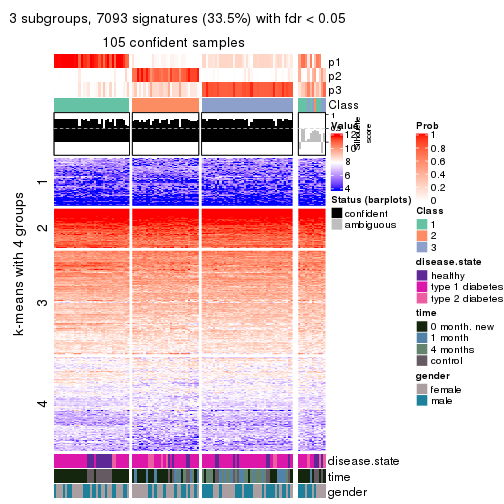 3 subgroups, 7093 signatures (33.5%) with fdr < 0.05
105 confident samples
p1
p2
p3
Class
1
0.5
Silhouette
score
k-means with 4 groups
1
2
3
4
disease.state
time
gender
Value
12
10
8
6
4
Status (barplots)
confident
ambiguous
Prob
1
0.8
0.6
0.4
0.2
0
Class
1
2
3
disease.state
healthy
type 1 diabetes
type 2 diabetes
time
0 month, new
1 month
4 months
control
gender
female
male